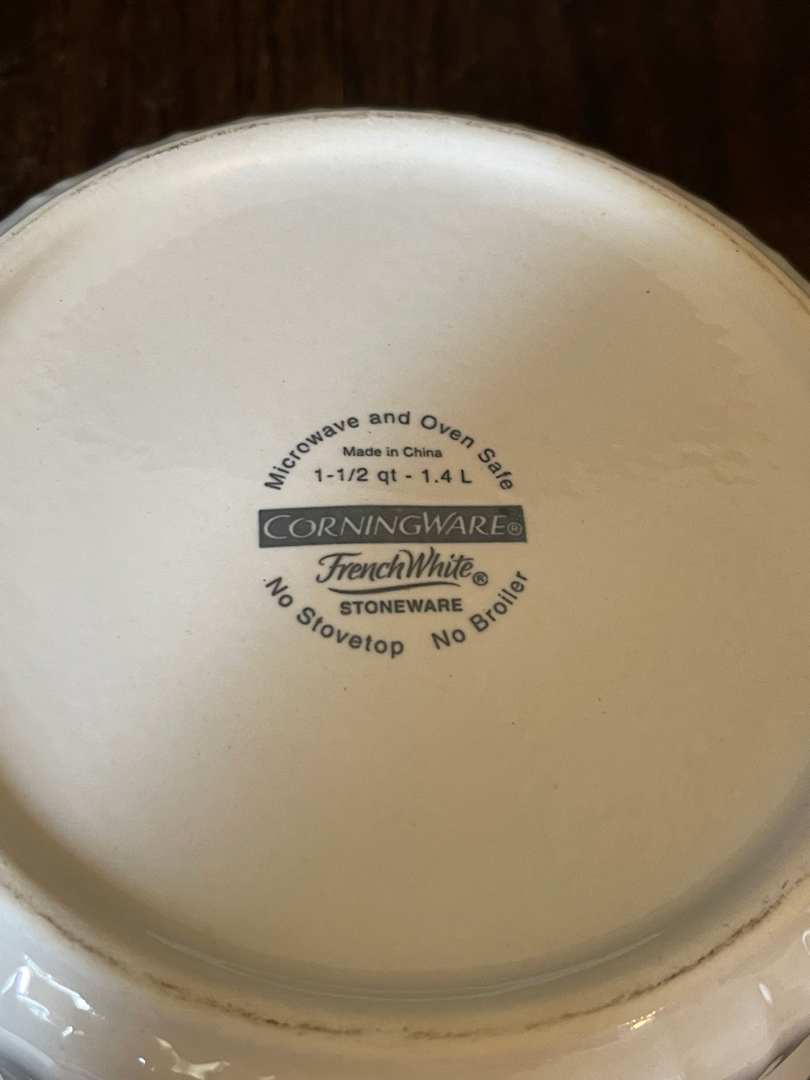 Microwave and Oven Safe
Made in China
1-1/2 qt - 1.4 L
CORNINGWARE®
French White®
STONEWARE
No Stovetop No Broiler